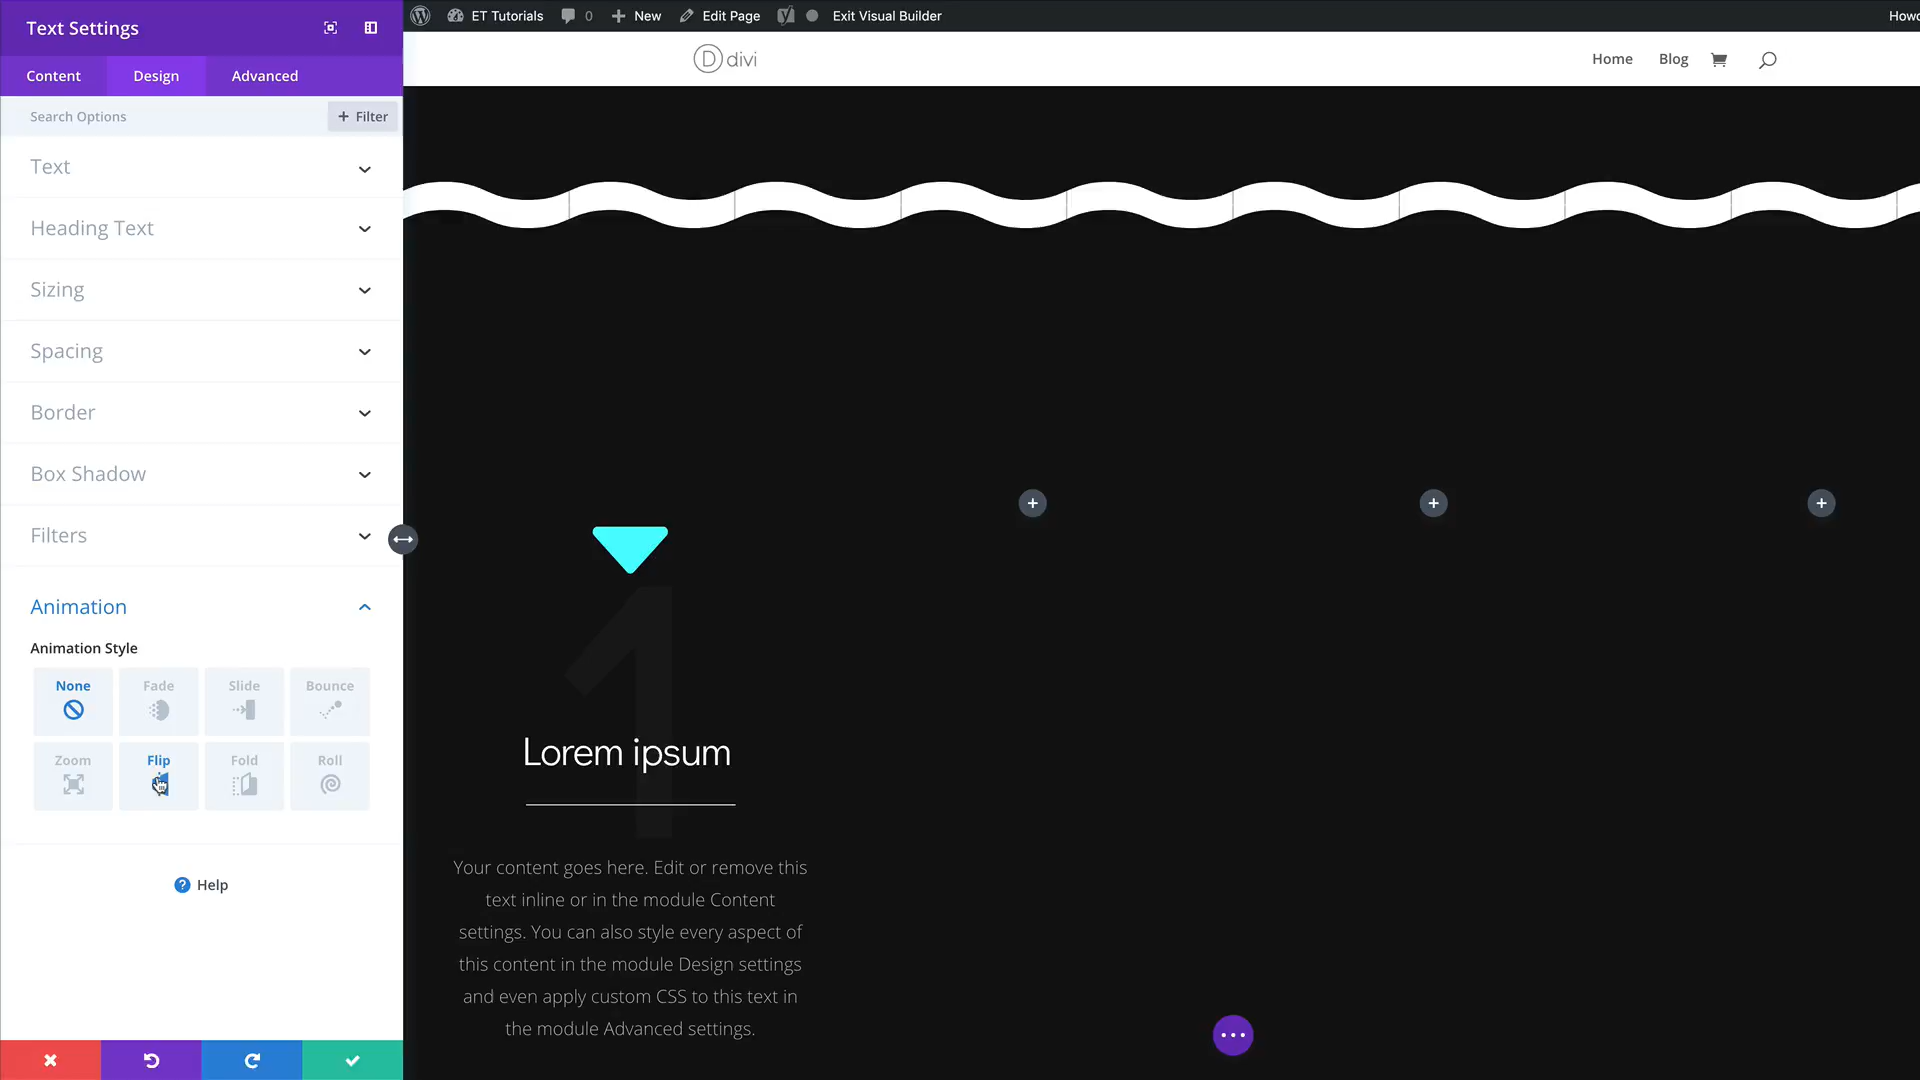 Text Settings
Content
Design
Advanced
Search Options
+ Filter
Text
Heading Text
Sizing
Spacing
Border
Box Shadow
Filters
Animation
Animation Style
None
Fade
Slide
Bounce
Zoom
Flip
Fold
Roll
? Help
ET Tutorials
0
New
Edit Page
Exit Visual Builder
Howd
D divi
Home
Blog
1
Lorem ipsum
Your content goes here. Edit or remove this
text inline or in the module Content
settings. You can also style every aspect of
this content in the module Design settings
and even apply custom CSS to this text in
the module Advanced settings.